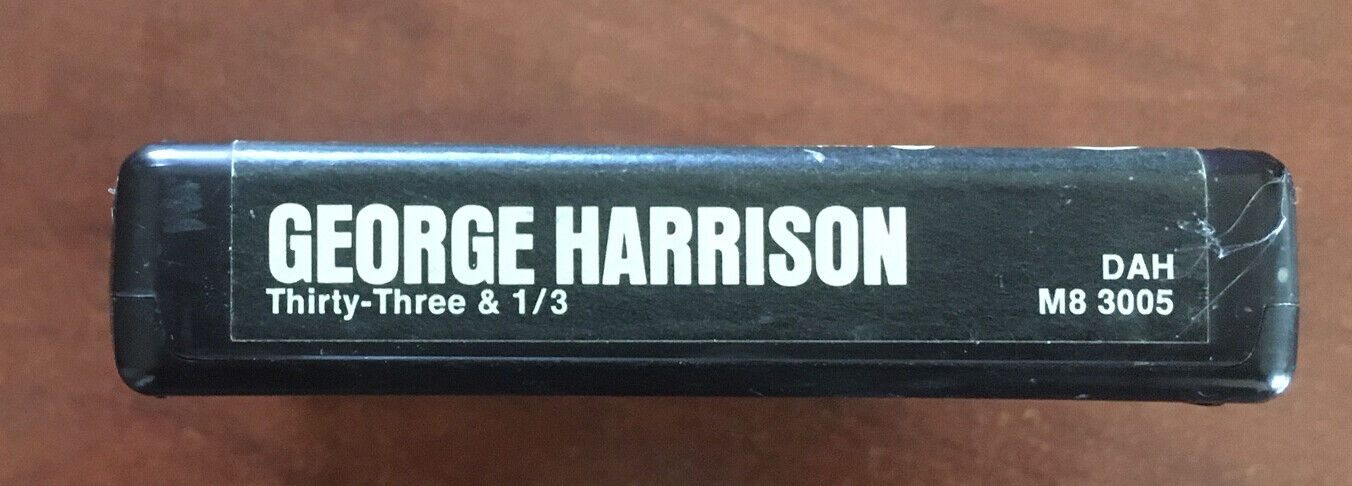 GEORGE HARRISON
Thirty-Three & 1/3
DAH
M8 3005